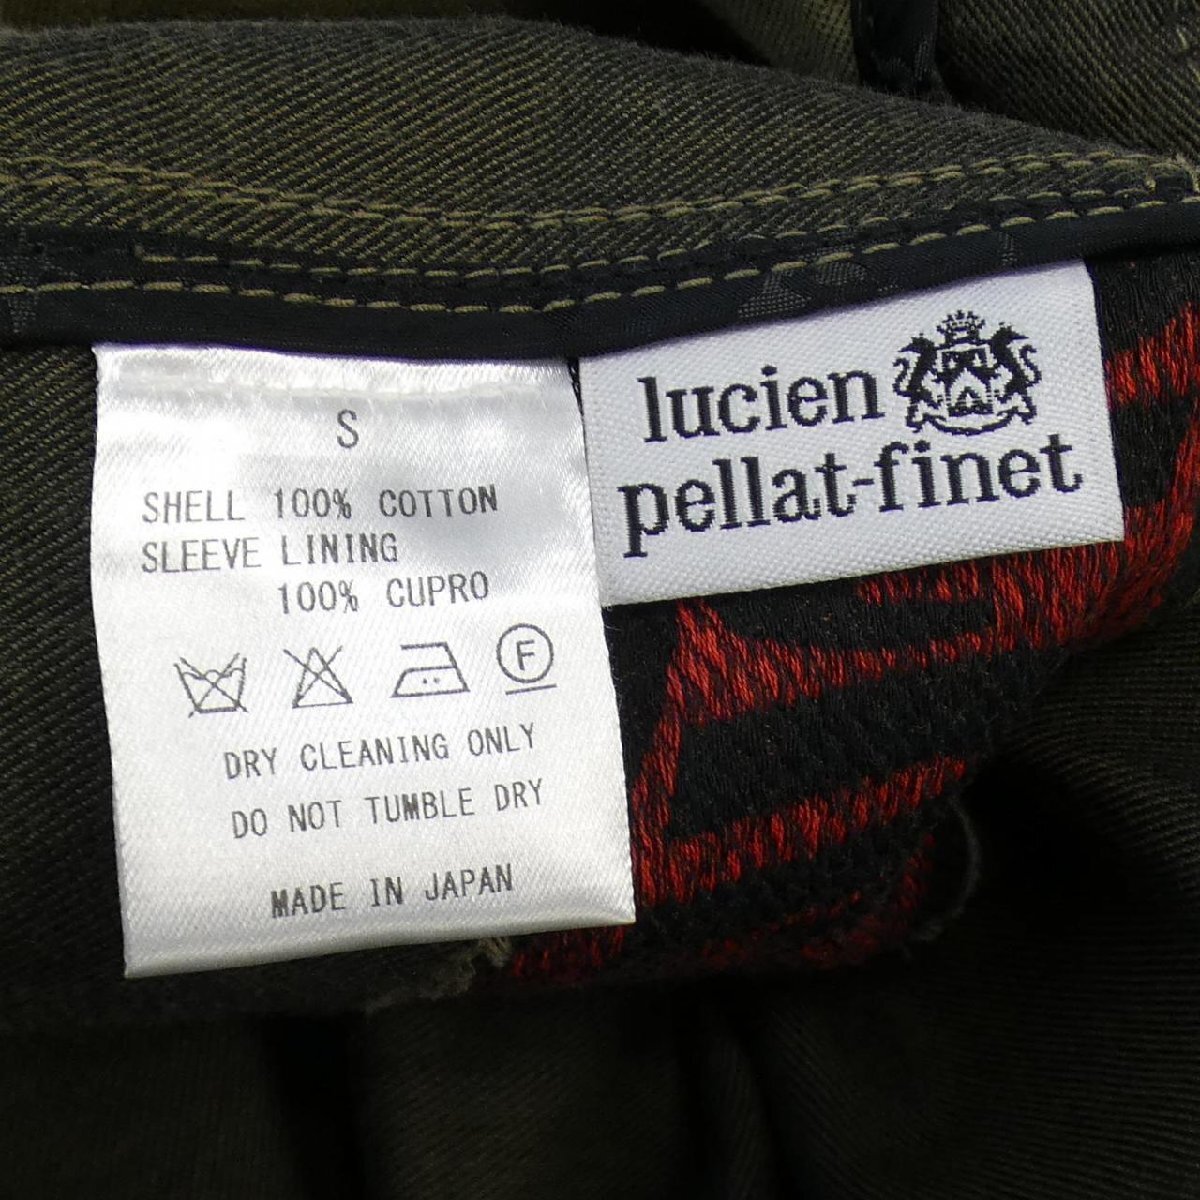 S
SHELL 100% COTTON
SLEEVE LINING
100% CUPRO
F
DRY CLEANING ONLY
DO NOT TUMBLE DRY
MADE IN JAPAN
lucien
pellat-finet